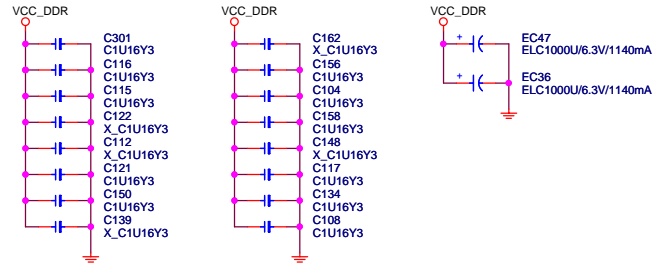 VCC_DDR
C301
C1U16Y3
C116
C1U16Y3
C115
C1U16Y3
C122
X_C1U16Y3
C112
X_C1U16Y3
C121
C1U16Y3
C150
C1U16Y3
C139
X_C1U16Y3
VCC_DDR
C162
X_C1U16Y3
C156
C1U16Y3
C104
C1U16Y3
C158
C1U16Y3
C148
X_C1U16Y3
C117
C1U16Y3
C134
C1U16Y3
C108
C1U16Y3
VCC_DDR
+
EC47
ELC1000U/6.3V/1140mA
+
EC36
ELC1000U/6.3V/1140mA